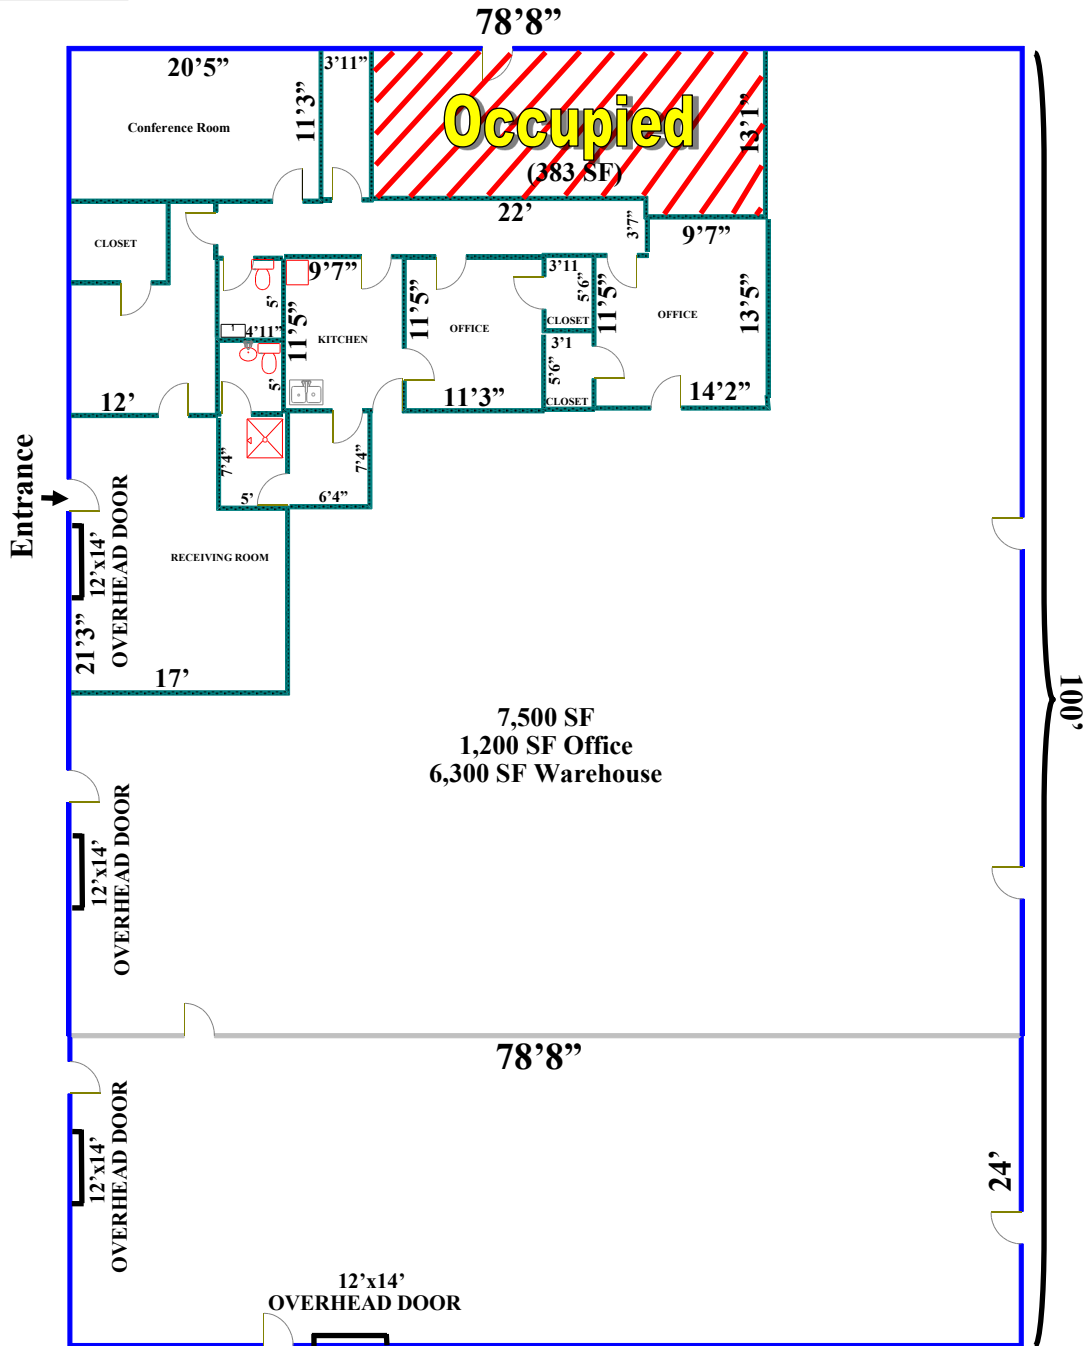 78’8”
20’5”
3’11”
11’3”
Conference Room
Occupied
(383 SF)
13’1”
22’
3’7”
9’7”
CLOSET
9’7”
3’11
5’6”
5’
4’11”
11’5”
KITCHEN
11’5”
OFFICE
CLOSET
11’5”
OFFICE
13’5”
3’1
5’6”
CLOSET
5’
12’
11’3”
14’2”
7’4”
5’
7’4”
6’4”
Entrance
12’x14’
OVERHEAD DOOR
RECEIVING ROOM
21’3”
17’
100’
7,500 SF
1,200 SF Office
6,300 SF Warehouse
12’x14’
OVERHEAD DOOR
78’8”
12’x14’
OVERHEAD DOOR
24’
12’x14’
OVERHEAD DOOR